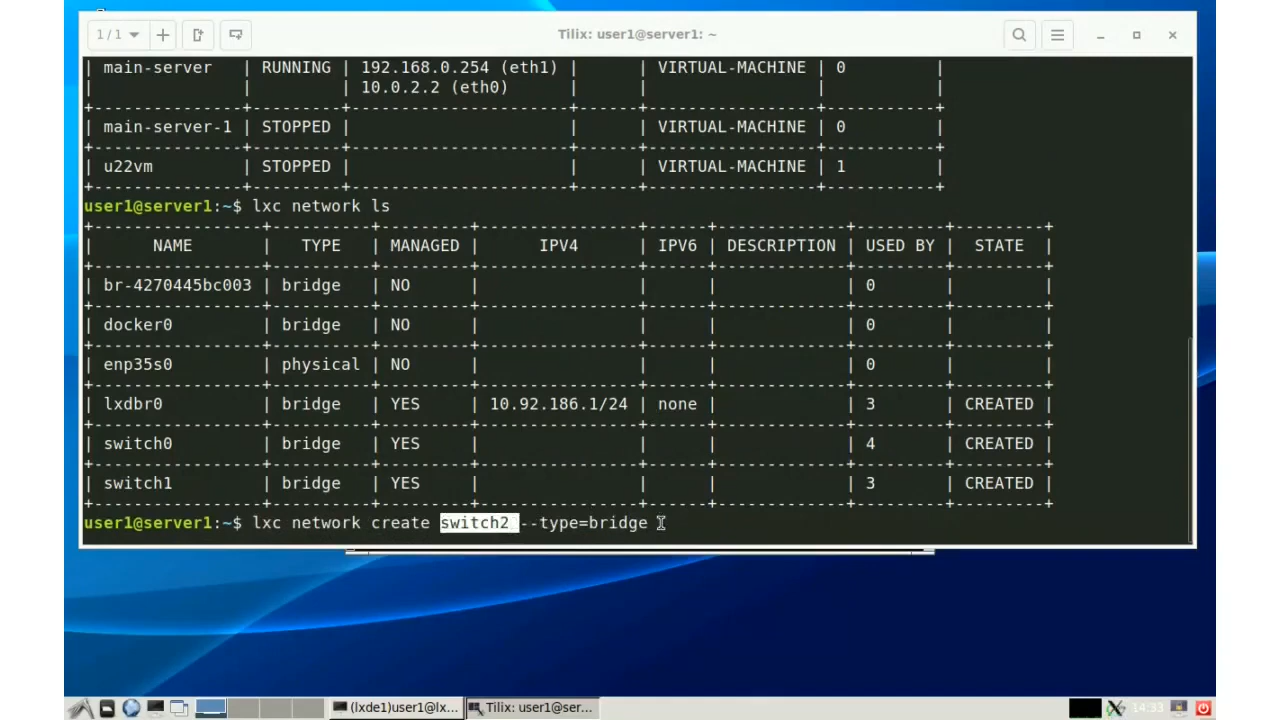 1 / 1
Tilix: user1@server1: ~
| main-server | RUNNING | 192.168.0.254 (eth1) | | VIRTUAL-MACHINE | 0 |
| | | 10.0.2.2 (eth0) | | | |
+--------------+---------+----------------------+------+-----------------+-----------+
| main-server-1 | STOPPED | | | VIRTUAL-MACHINE | 0 |
+--------------+---------+----------------------+------+-----------------+-----------+
| u22vm | STOPPED | | | VIRTUAL-MACHINE | 1 |
+--------------+---------+----------------------+------+-----------------+-----------+
user1@server1:~$ lxc network ls
+-----------------+----------+---------+----------------+------+-------------+---------+---------+
| NAME | TYPE | MANAGED | IPV4 | IPV6 | DESCRIPTION | USED BY | STATE |
+-----------------+----------+---------+----------------+------+-------------+---------+---------+
| br-4270445bc003 | bridge | NO | | | | 0 | |
+-----------------+----------+---------+----------------+------+-------------+---------+---------+
| docker0 | bridge | NO | | | | 0 | |
+-----------------+----------+---------+----------------+------+-------------+---------+---------+
| enp35s0 | physical | NO | | | | 0 | |
+-----------------+----------+---------+----------------+------+-------------+---------+---------+
| lxdbr0 | bridge | YES | 10.92.186.1/24 | none | | 3 | CREATED |
+-----------------+----------+---------+----------------+------+-------------+---------+---------+
| switch0 | bridge | YES | | | | 4 | CREATED |
+-----------------+----------+---------+----------------+------+-------------+---------+---------+
| switch1 | bridge | YES | | | | 3 | CREATED |
+-----------------+----------+---------+----------------+------+-------------+---------+---------+
user1@server1:~$ lxc network create switch2 --type=bridge
(lxde1)user1@lx...
Tilix: user1@ser...
14:33